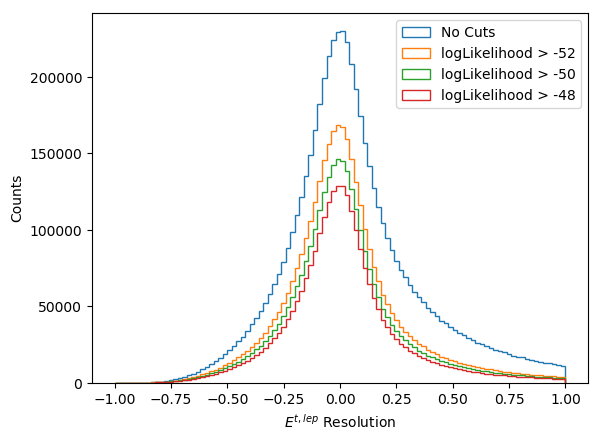 No Cuts
logLikelihood > -52
logLikelihood > -50
logLikelihood > -48
Counts
200000
150000
100000
50000
0
−1.00 −0.75 −0.50 −0.25 0.00 0.25 0.50 0.75 1.00
E^{t, lep} Resolution